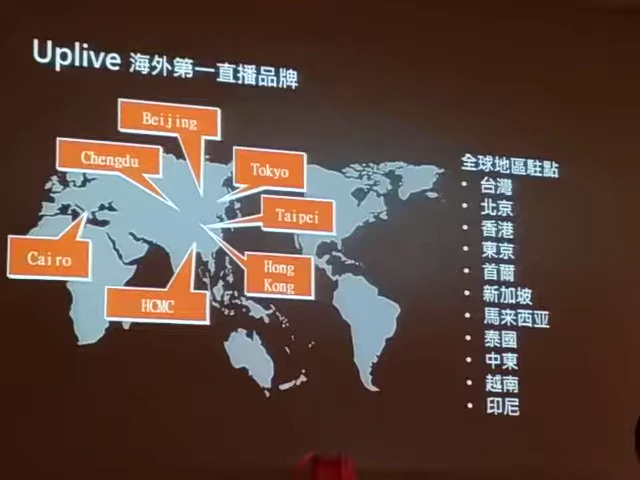 Uplive 海外第一直播品牌
Beijing
Chengdu
Tokyo
Taipei
Cairo
Hong
Kong
HCMC
全球地區駐點
• 台灣
• 北京
• 香港
• 東京
• 首爾
• 新加坡
• 馬来西亚
• 泰國
• 中東
• 越南
• 印尼